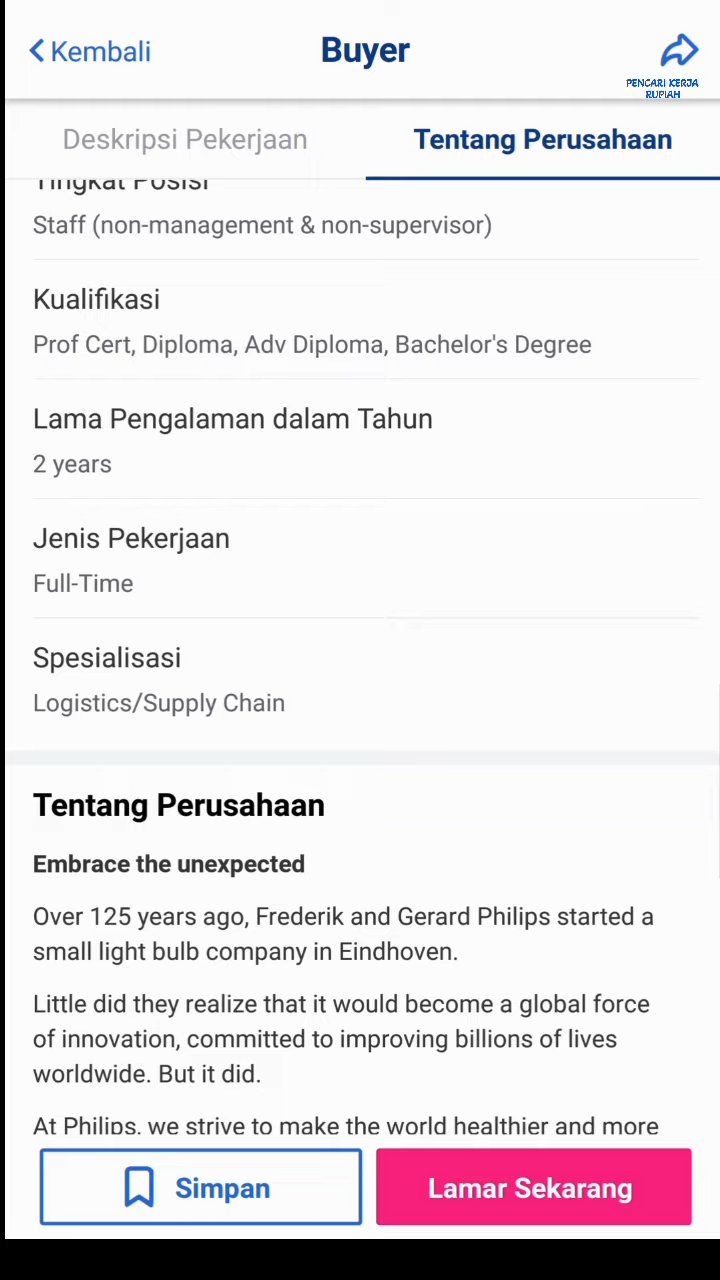 Kembali
Buyer
PENCARI KERJA
RUPIAH
Deskripsi Pekerjaan
Tentang Perusahaan
Tingkat Posisi
Staff (non-management & non-supervisor)
Kualifikasi
Prof Cert, Diploma, Adv Diploma, Bachelor's Degree
Lama Pengalaman dalam Tahun
2 years
Jenis Pekerjaan
Full-Time
Spesialisasi
Logistics/Supply Chain
Tentang Perusahaan
Embrace the unexpected
Over 125 years ago, Frederik and Gerard Philips started a
small light bulb company in Eindhoven.
Little did they realize that it would become a global force
of innovation, committed to improving billions of lives
worldwide. But it did.
At Philips, we strive to make the world healthier and more
Simpan
Lamar Sekarang